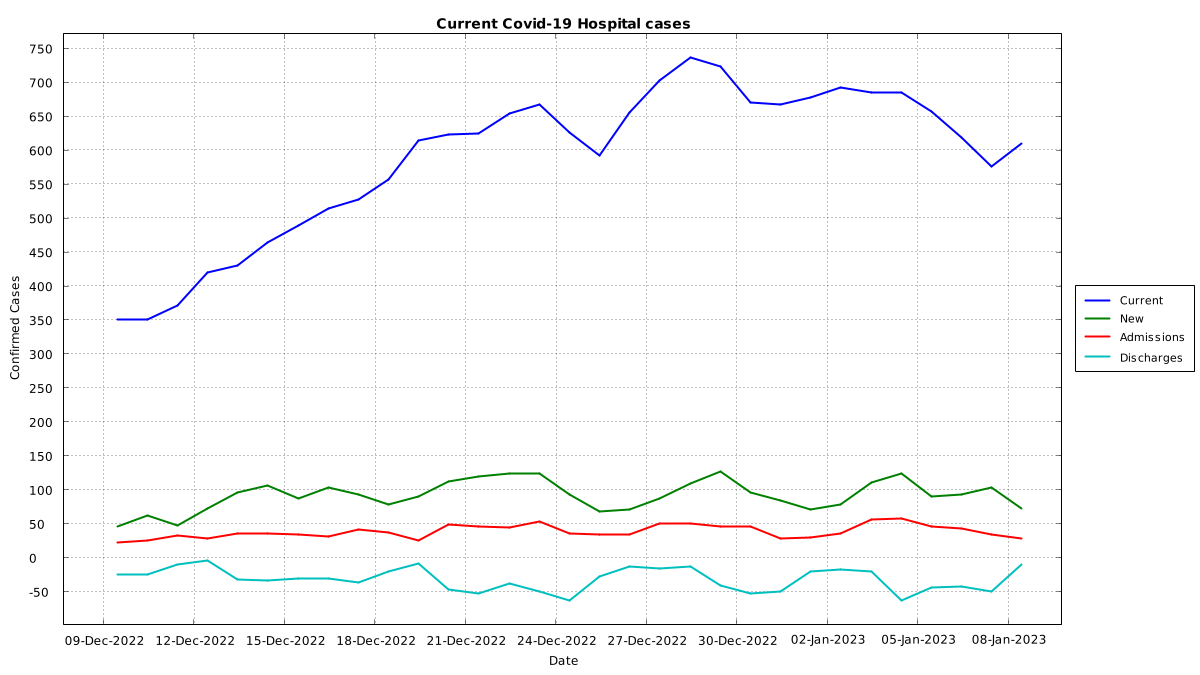 Current Covid-19 Hospital cases
750
700
650
600
550
500
450
400
350
300
250
200
150
100
50
0
-50
Confirmed Cases
09-Dec-2022 12-Dec-2022 15-Dec-2022 18-Dec-2022 21-Dec-2022 24-Dec-2022 27-Dec-2022 30-Dec-2022 02-Jan-2023 05-Jan-2023 08-Jan-2023
Date
Current
New
Admissions
Discharges